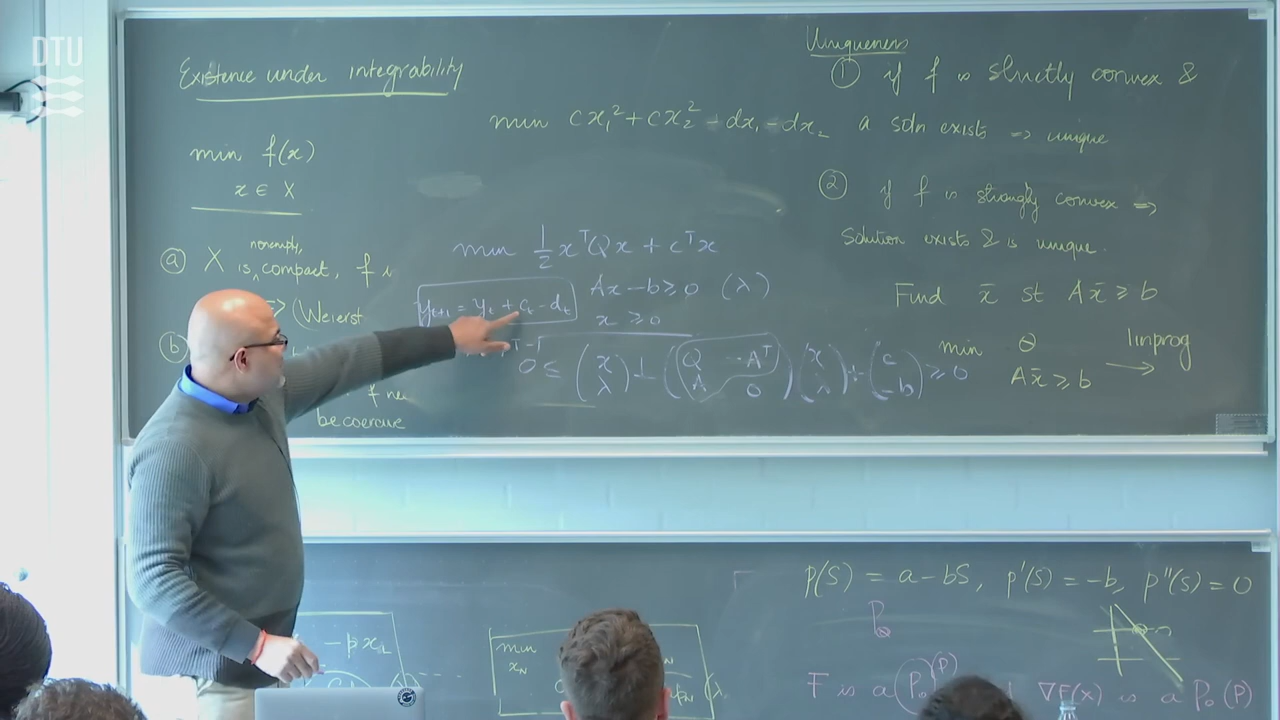 DTU
Existence under integrability
min f(x)
x ∈ X
nonempty,
ⓐ X is ^ compact, f i
⇒ (Weierst
ⓑ
f
be coercive
min cx₁² + cx₂² - dx₁ - dx₂
min ½ xᵀQx + cᵀx
Ax - b ≥ 0 (λ)
x ≥ 0
yₜ₊₁ = yₜ + cₜ - dₜ
0 ≤ (x λ) ⊥ (Q -Aᵀ A 0) (x λ) + (c -b) ≥ 0
Uniqueness
① if f is strictly convex &
a soln exists ⇒ unique
② if f is strongly convex ⇒
solution exists & is unique.
Find x̄ st Ax̄ ≥ b
min 0
Ax̄ ≥ b → linprog
- p x
min
x_N
p(S) = a - bS, p'(S) = -b, p''(S) = 0
P₀
F is a (P₀) (P)
∇F(x) is a P₀ (P)